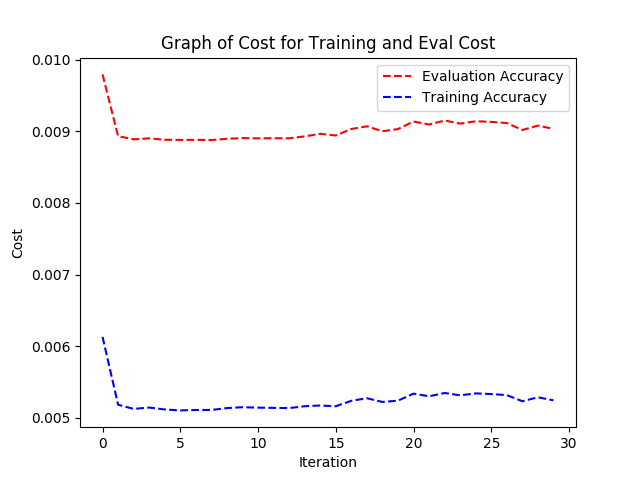 Graph of Cost for Training and Eval Cost
Evaluation Accuracy
Training Accuracy
Cost
0.010
0.009
0.008
0.007
0.006
0.005
0 5 10 15 20 25 30
Iteration